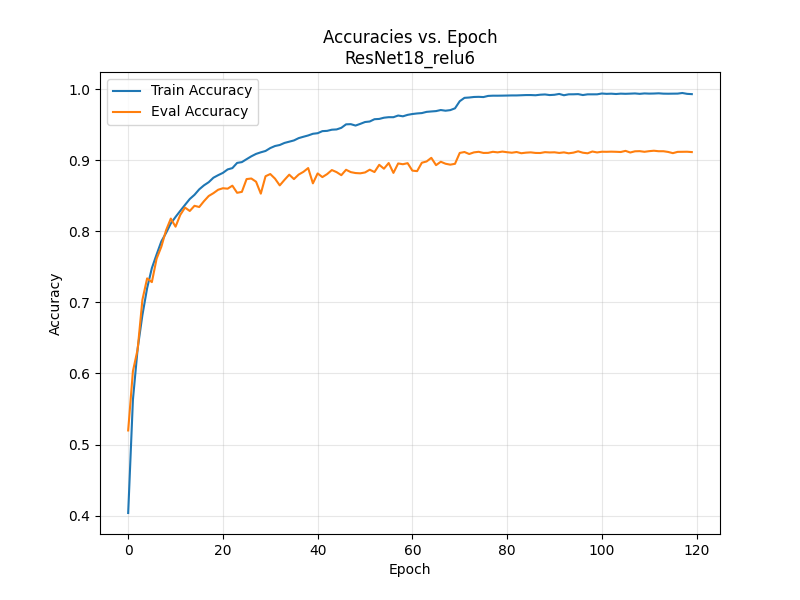 Accuracies vs. Epoch
ResNet18_relu6
Train Accuracy
Eval Accuracy
1.0
0.9
0.8
0.7
0.6
0.5
0.4
Accuracy
0 20 40 60 80 100 120
Epoch